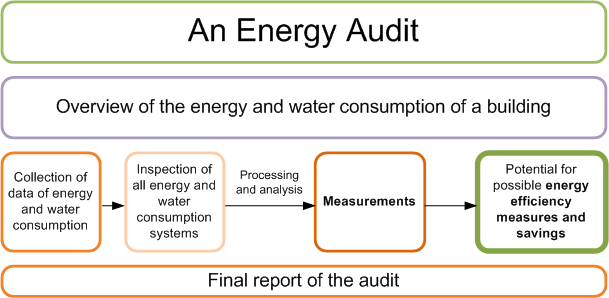 An Energy Audit
Overview of the energy and water consumption of a building
Collection of
data of energy
and water
consumption
Inspection of
all energy and
water
consumption
systems
Processing
and analysis
Measurements
Potential for
possible energy
efficiency
measures and
savings
Final report of the audit